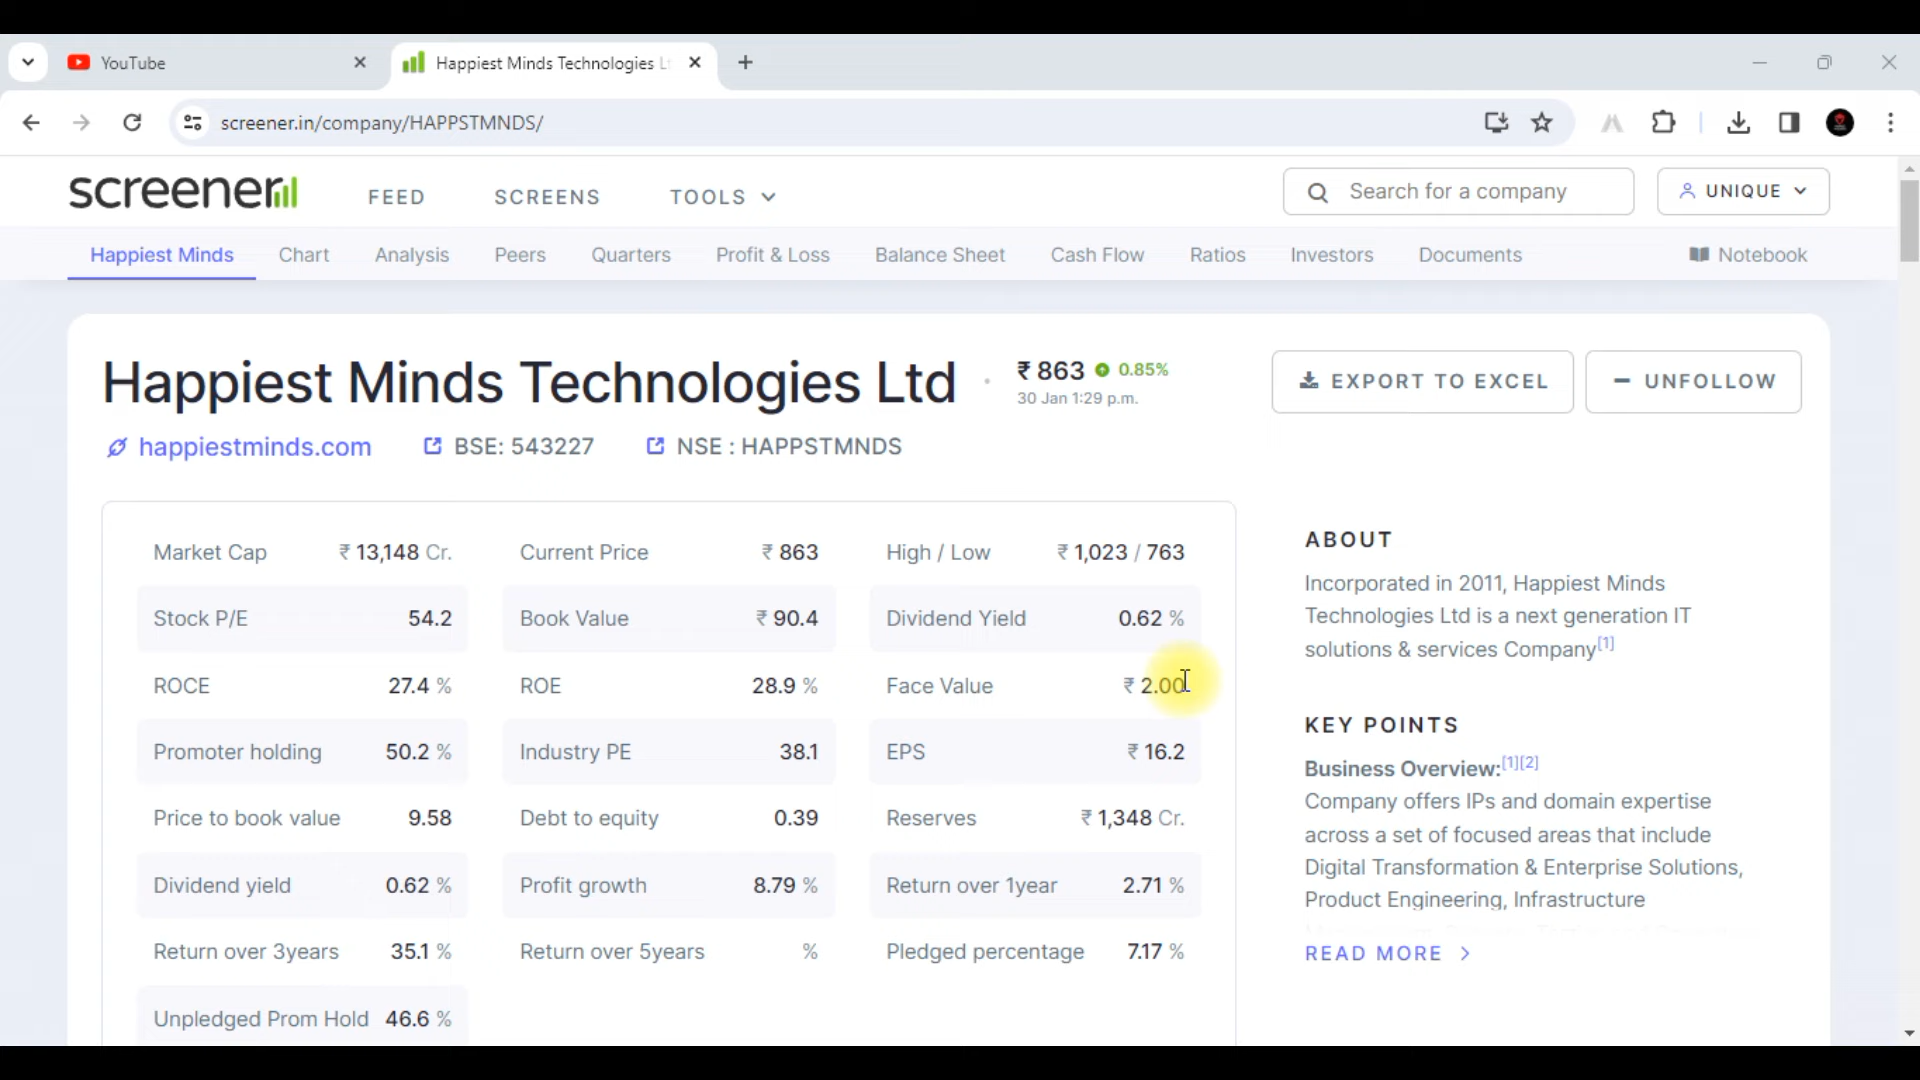 YouTube
Happiest Minds Technologies Lt
screener.in/company/HAPPSTMNDS/
screener
FEED
SCREENS
TOOLS
Search for a company
UNIQUE
Happiest Minds
Chart
Analysis
Peers
Quarters
Profit & Loss
Balance Sheet
Cash Flow
Ratios
Investors
Documents
Notebook
Happiest Minds Technologies Ltd
₹ 863 0.85%
30 Jan 1:29 p.m.
EXPORT TO EXCEL
UNFOLLOW
happiestminds.com
BSE: 543227
NSE : HAPPSTMNDS
Market Cap ₹ 13,148 Cr.
Current Price ₹ 863
High / Low ₹ 1,023 / 763
Stock P/E 54.2
Book Value ₹ 90.4
Dividend Yield 0.62 %
ROCE 27.4 %
ROE 28.9 %
Face Value ₹ 2.00
Promoter holding 50.2 %
Industry PE 38.1
EPS ₹ 16.2
Price to book value 9.58
Debt to equity 0.39
Reserves ₹ 1,348 Cr.
Dividend yield 0.62 %
Profit growth 8.79 %
Return over 1year 2.71 %
Return over 3years 35.1 %
Return over 5years %
Pledged percentage 7.17 %
Unpledged Prom Hold 46.6 %
ABOUT
Incorporated in 2011, Happiest Minds
Technologies Ltd is a next generation IT
solutions & services Company[1]
KEY POINTS
Business Overview:[1][2]
Company offers IPs and domain expertise
across a set of focused areas that include
Digital Transformation & Enterprise Solutions,
Product Engineering, Infrastructure
READ MORE